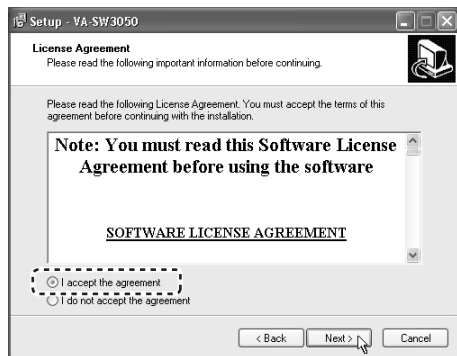 Setup - VA-SW3050
License Agreement
Please read the following important information before continuing.
Please read the following License Agreement. You must accept the terms of this
agreement before continuing with the installation.
Note: You must read this Software License
Agreement before using the software
SOFTWARE LICENSE AGREEMENT
I accept the agreement
I do not accept the agreement
< Back Next > Cancel